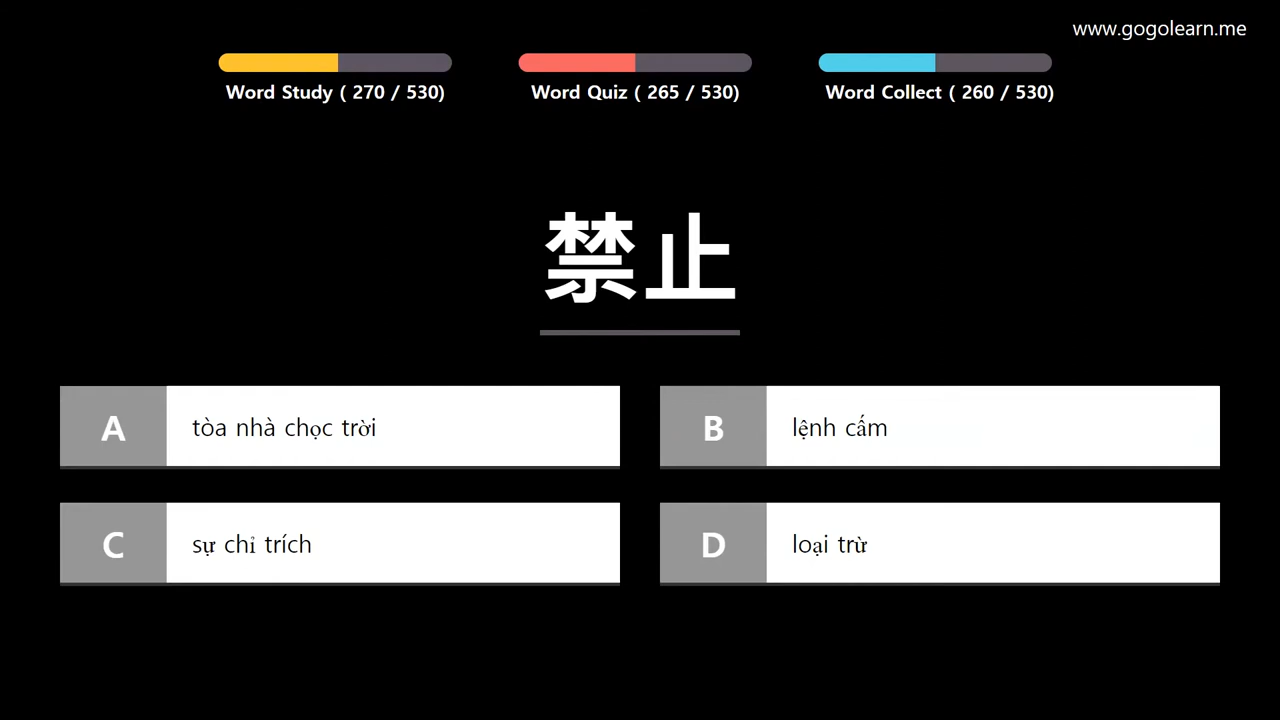 www.gogolearn.me
Word Study ( 270 / 530)
Word Quiz ( 265 / 530)
Word Collect ( 260 / 530)
禁止
A
tòa nhà chọc trời
B
lệnh cấm
C
sự chỉ trích
D
loại trừ